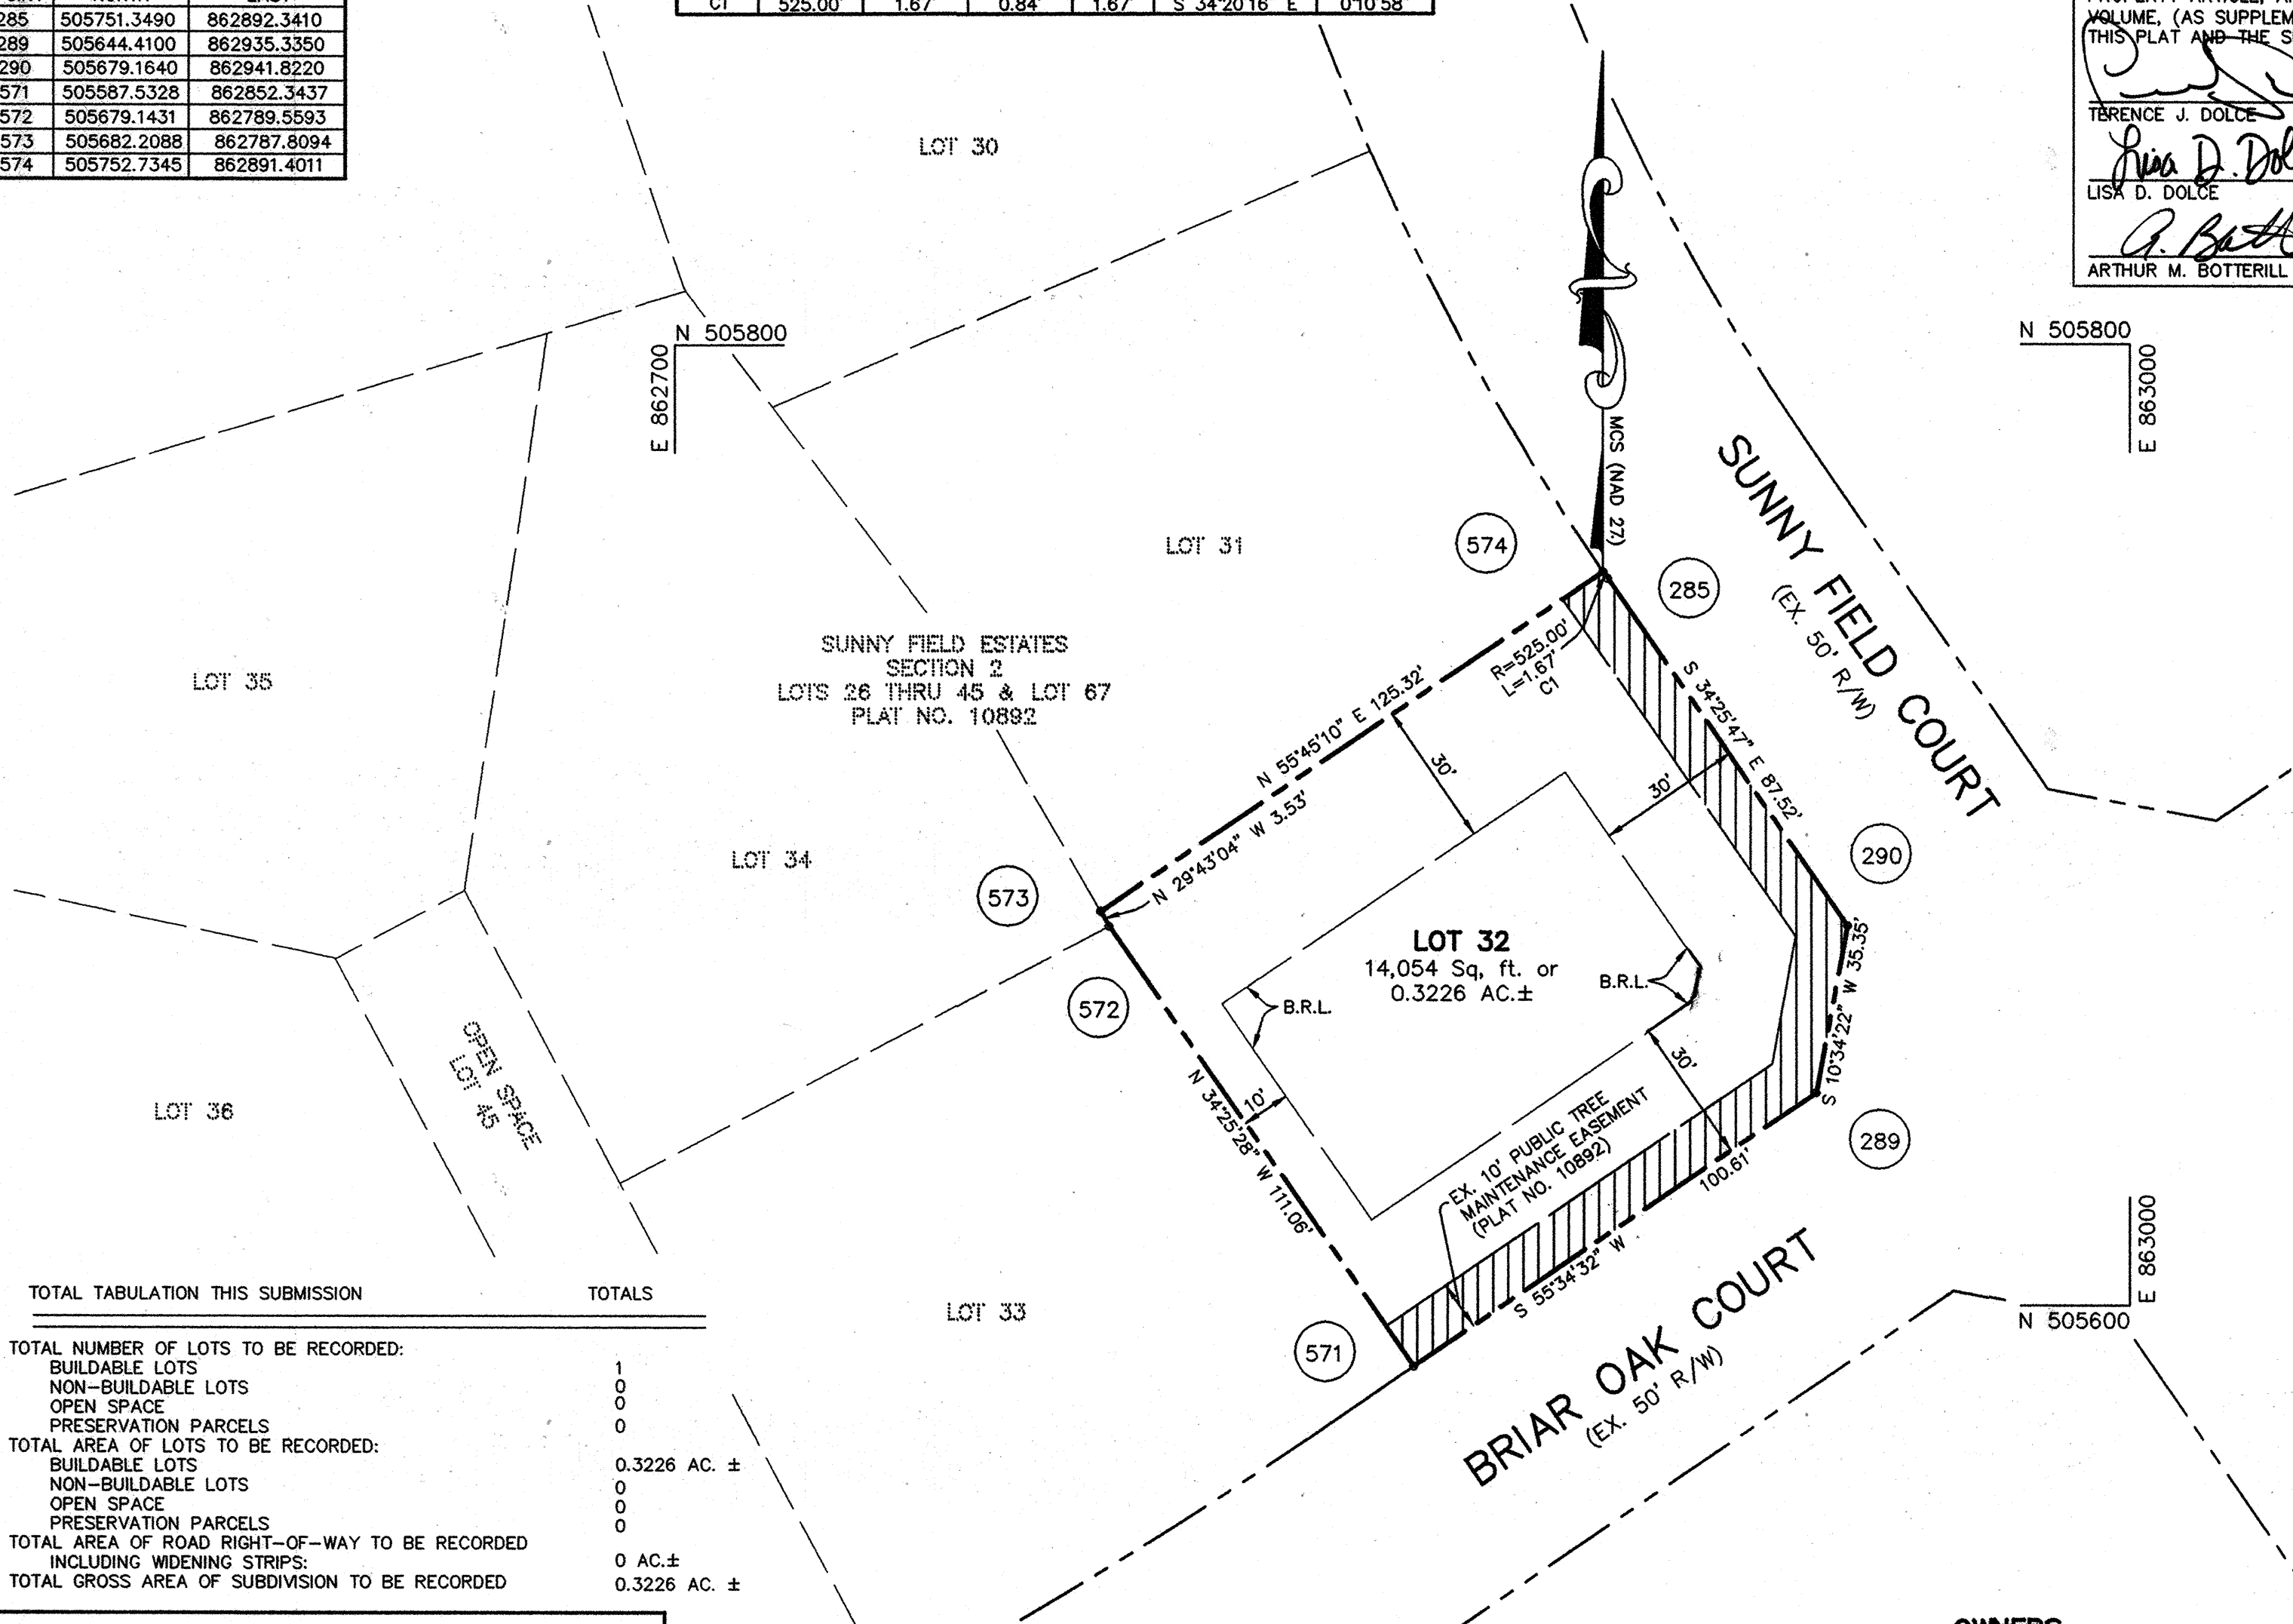 285 505751.3490 862892.3410
289 505644.4100 862935.3350
290 505679.1640 862941.8220
571 505587.5328 862852.3437
572 505679.1431 862789.5593
573 505682.2088 862787.8094
574 505752.7345 862891.4011
C1 525.00' 1.67' 0.84' 1.67' S 34°20'16" E 0°10'58"
VOLUME, (AS SUPPLEM
THIS PLAT AND THE S
TERENCE J. DOLCE
Lisa D. Dol
LISA D. DOLCE
ARTHUR M. BOTTERILL
LOT 30
N 505800
E 862700
N 505800
E 863000
MCS (NAD 27)
SUNNY FIELD COURT
(EX. 50' R/W)
LOT 31
574
285
SUNNY FIELD ESTATES
SECTION 2
LOTS 26 THRU 45 & LOT 67
PLAT NO. 10892
LOT 35
R=525.00'
L=1.67'
C1
N 55°45'10" E 125.32'
S 34°25'47" E 87.52'
30'
30'
N 29°43'04" W 3.53'
LOT 34
573
290
LOT 32
14,054 Sq, ft. or
0.3226 AC.±
B.R.L.
B.R.L.
S 10°34'22" W 35.35'
572
OPEN SPACE
LOT 45
LOT 36
N 34°25'28" W 111.06'
10'
30'
EX. 10' PUBLIC TREE
MAINTENANCE EASEMENT
(PLAT NO. 10892)
289
S 55°34'32" W 100.61'
LOT 33
571
BRIAR OAK COURT
(EX. 50' R/W)
E 863000
N 505600
TOTAL TABULATION THIS SUBMISSION TOTALS
TOTAL NUMBER OF LOTS TO BE RECORDED:
BUILDABLE LOTS 1
NON-BUILDABLE LOTS 0
OPEN SPACE 0
PRESERVATION PARCELS 0
TOTAL AREA OF LOTS TO BE RECORDED:
BUILDABLE LOTS 0.3226 AC. ±
NON-BUILDABLE LOTS 0
OPEN SPACE 0
PRESERVATION PARCELS 0
TOTAL AREA OF ROAD RIGHT-OF-WAY TO BE RECORDED
INCLUDING WIDENING STRIPS: 0 AC.±
TOTAL GROSS AREA OF SUBDIVISION TO BE RECORDED 0.3226 AC. ±